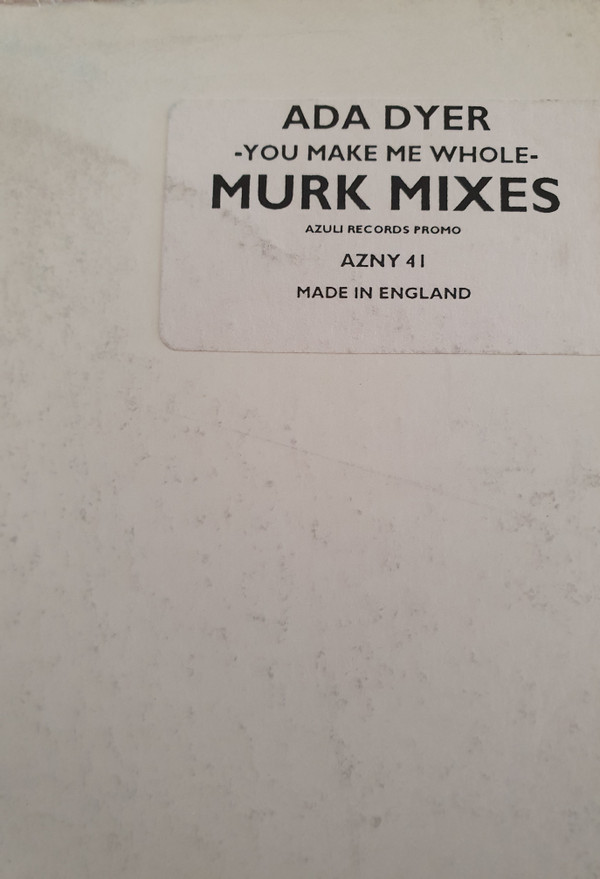 ADA DYER
-YOU MAKE ME WHOLE-
MURK MIXES
AZULI RECORDS PROMO
AZNY 41
MADE IN ENGLAND